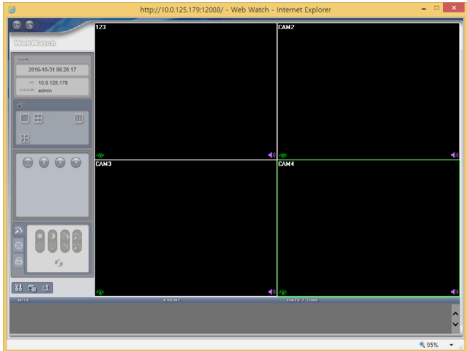 http://10.0.125.179:12008/ - Web Watch - Internet Explorer
WebWatch
2016-10-31 06:20:17
10.0.125.179
admin
123
CAM2
CAM3
CAM4
95%